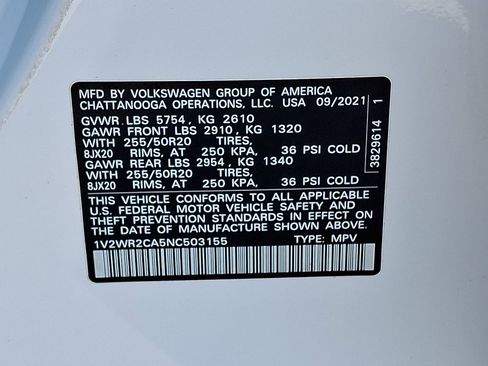 MFD BY VOLKSWAGEN GROUP OF AMERICA
CHATTANOOGA OPERATIONS, LLC. USA 09/2021
GVWR LBS 5754 , KG 2610
GAWR FRONT LBS 2910, KG 1320
WITH 255/50R20 TIRES,
8JX20 RIMS, AT 250 KPA, 36 PSI COLD
GAWR REAR LBS 2954 , KG 1340
WITH 255/50R20 TIRES,
8JX20 RIMS, AT 250 KPA, 36 PSI COLD
THIS VEHICLE CONFORMS TO ALL APPLICABLE
U.S. FEDERAL MOTOR VEHICLE SAFETY AND
THEFT PREVENTION STANDARDS IN EFFECT ON
THE DATE OF MANUFACTURE SHOWN ABOVE.
1V2WR2CA5NC503155 TYPE: MPV
3829614 1